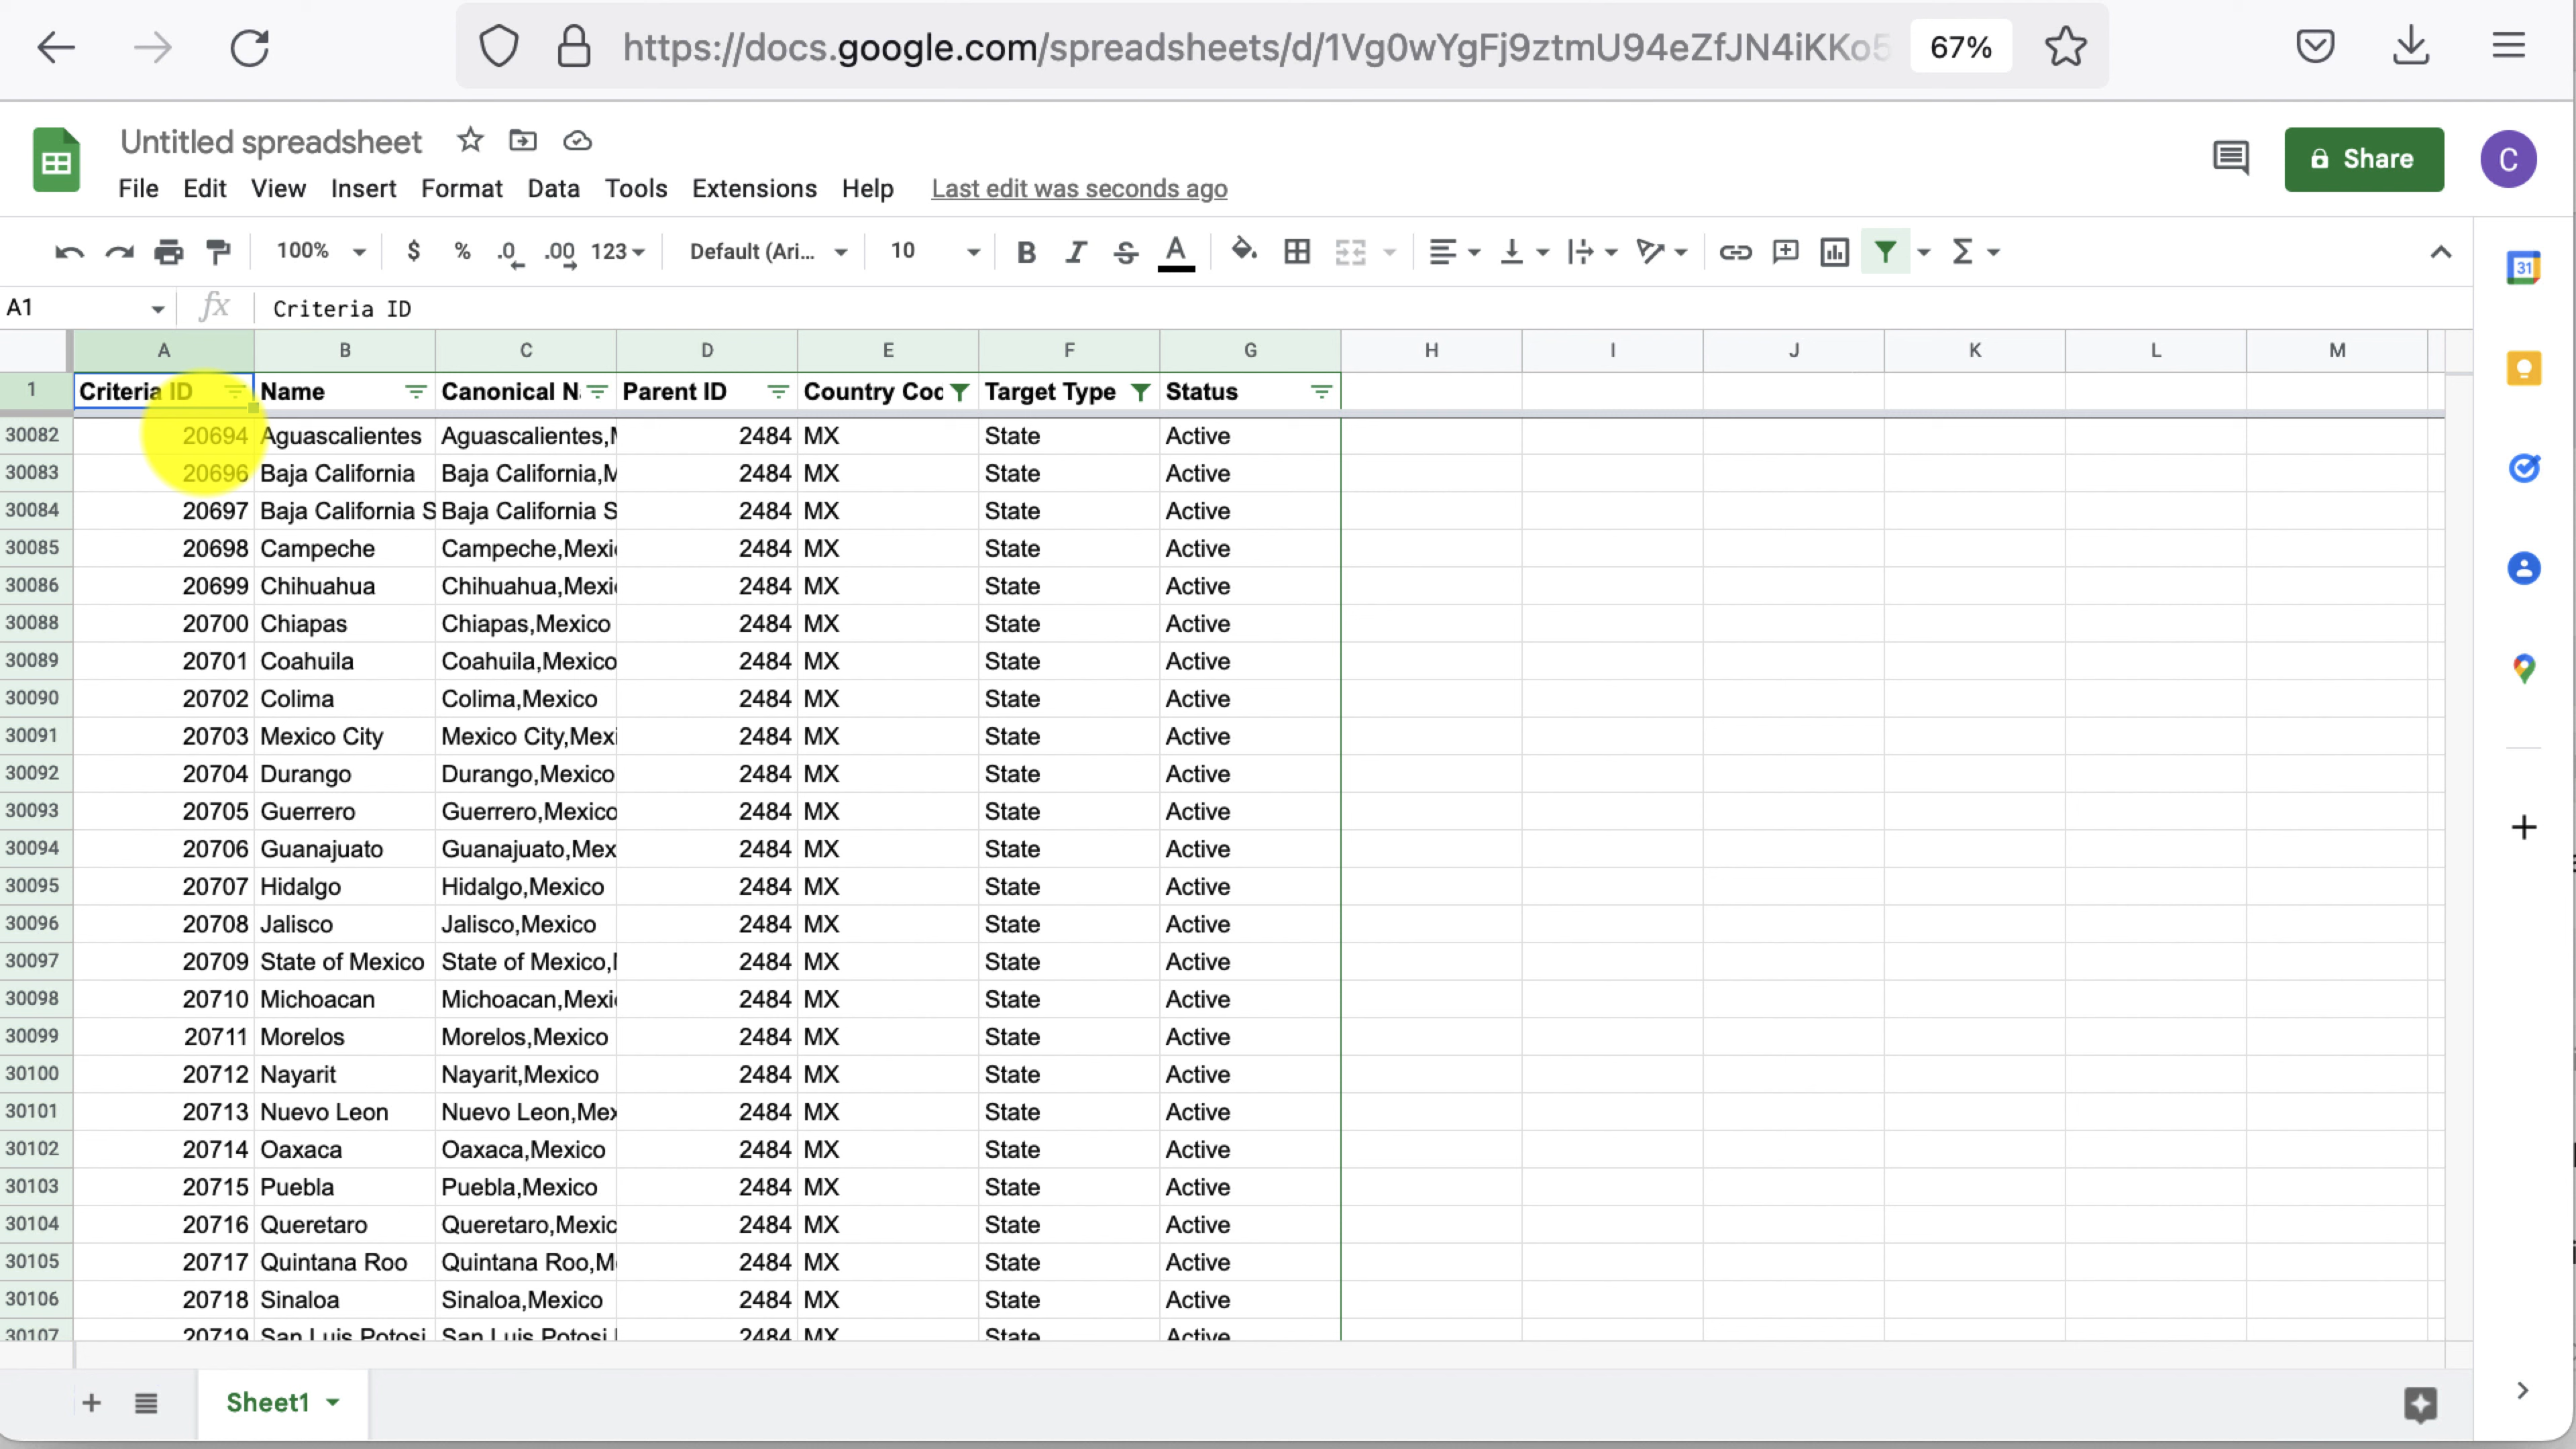 https://docs.google.com/spreadsheets/d/1Vg0wYgFj9ztmU94eZfJN4iKKo5
67%
Untitled spreadsheet
Share
C
File Edit View Insert Format Data Tools Extensions Help Last edit was seconds ago
100% $ % .0 .00 123 Default (Ari... 10 B I S A Σ
31
A1 fx Criteria ID
A B C D E F G H I J K L M
1 Criteria ID Name Canonical N Parent ID Country Coc Target Type Status
30082 20694 Aguascalientes Aguascalientes,M 2484 MX State Active
30083 20696 Baja California Baja California,M 2484 MX State Active
30084 20697 Baja California S Baja California S 2484 MX State Active
30085 20698 Campeche Campeche,Mexi 2484 MX State Active
30086 20699 Chihuahua Chihuahua,Mexi 2484 MX State Active
30088 20700 Chiapas Chiapas,Mexico 2484 MX State Active
30089 20701 Coahuila Coahuila,Mexico 2484 MX State Active
30090 20702 Colima Colima,Mexico 2484 MX State Active
30091 20703 Mexico City Mexico City,Mexi 2484 MX State Active
30092 20704 Durango Durango,Mexico 2484 MX State Active
30093 20705 Guerrero Guerrero,Mexico 2484 MX State Active
30094 20706 Guanajuato Guanajuato,Mex 2484 MX State Active
30095 20707 Hidalgo Hidalgo,Mexico 2484 MX State Active
30096 20708 Jalisco Jalisco,Mexico 2484 MX State Active
30097 20709 State of Mexico State of Mexico, 2484 MX State Active
30098 20710 Michoacan Michoacan,Mexi 2484 MX State Active
30099 20711 Morelos Morelos,Mexico 2484 MX State Active
30100 20712 Nayarit Nayarit,Mexico 2484 MX State Active
30101 20713 Nuevo Leon Nuevo Leon,Mex 2484 MX State Active
30102 20714 Oaxaca Oaxaca,Mexico 2484 MX State Active
30103 20715 Puebla Puebla,Mexico 2484 MX State Active
30104 20716 Queretaro Queretaro,Mexic 2484 MX State Active
30105 20717 Quintana Roo Quintana Roo,M 2484 MX State Active
30106 20718 Sinaloa Sinaloa,Mexico 2484 MX State Active
30107 20719 San Luis Potosi San Luis Potosi 2484 MX State Active
Sheet1